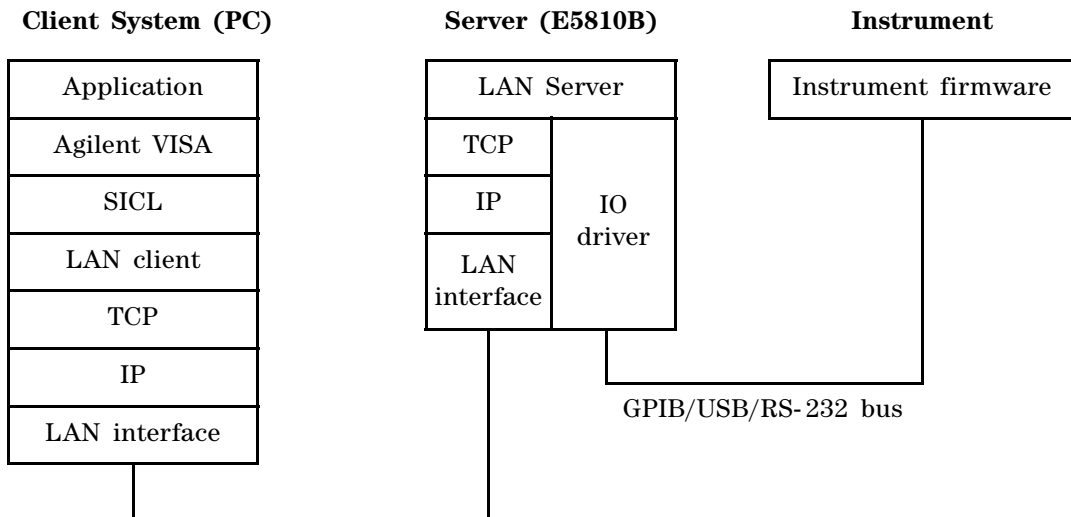 Client System (PC)
Application
Agilent VISA
SICL
LAN client
TCP
IP
LAN interface
Server (E5810B)
LAN Server
TCP
IP
LAN
interface
IO
driver
Instrument
Instrument firmware
GPIB/USB/RS-232 bus